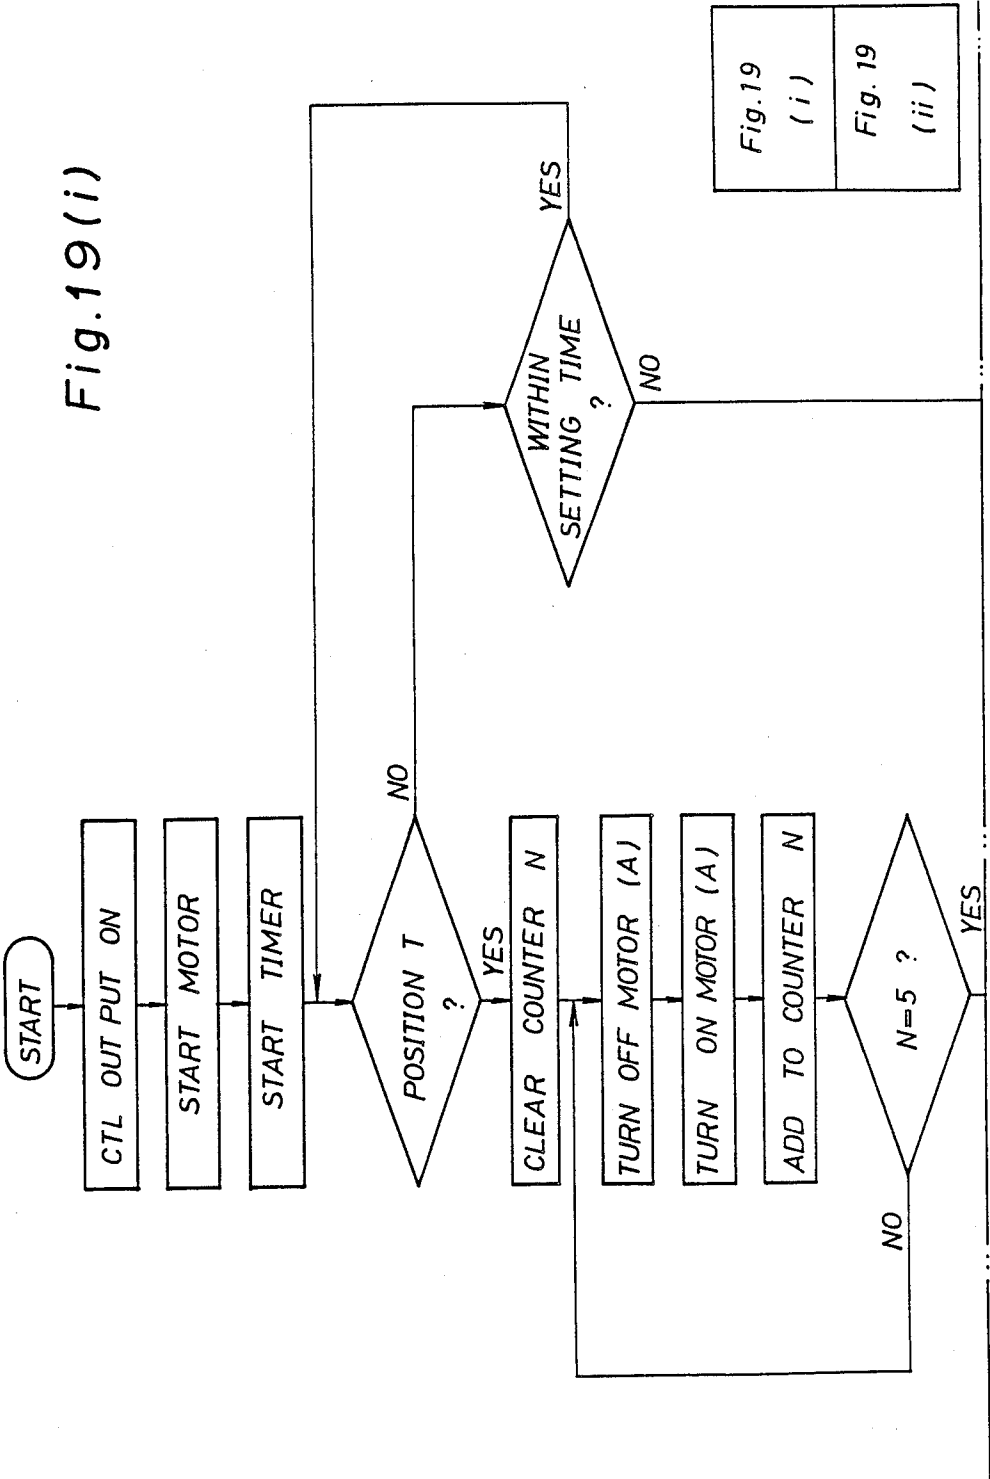 Fig.19(i)
START
CTL OUT PUT ON
START MOTOR
START TIMER
POSITION T
?
NO
YES
WITHIN
SETTING TIME
?
YES
NO
CLEAR COUNTER N
TURN OFF MOTOR (A)
TURN ON MOTOR (A)
ADD TO COUNTER N
N=5 ?
NO
YES
Fig.19
(i)
Fig.19
(ii)